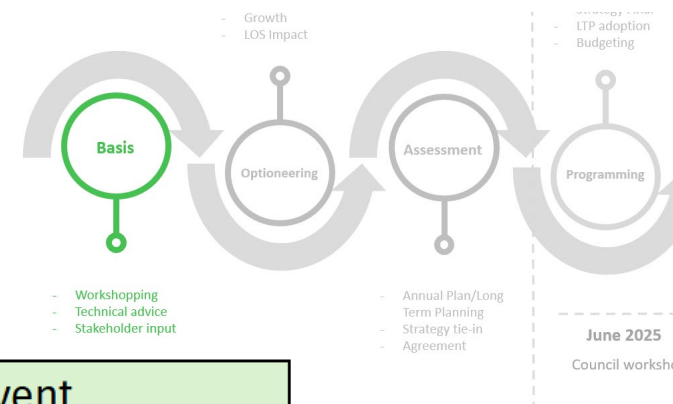 - Growth
- LOS Impact
- LTP adoption
- Budgeting
Basis
Optioneering
Assessment
Programming
- Workshopping
- Technical advice
- Stakeholder input
- Annual Plan/Long
Term Planning
- Strategy tie-in
- Agreement
June 2025
Council